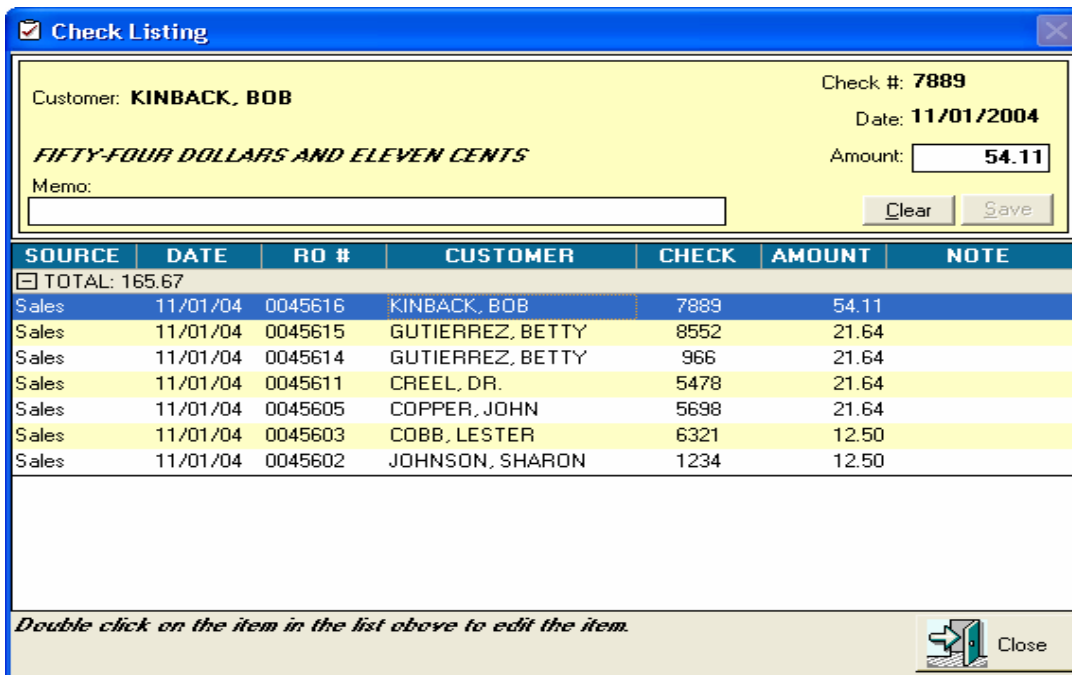 Check Listing
Customer: KINBACK, BOB
Check #: 7889
Date: 11/01/2004
FIFTY-FOUR DOLLARS AND ELEVEN CENTS
Amount: 54.11
Memo:
Clear Save
SOURCE DATE RO # CUSTOMER CHECK AMOUNT NOTE
TOTAL: 165.67
Sales 11/01/04 0045616 KINBACK, BOB 7889 54.11
Sales 11/01/04 0045615 GUTIERREZ, BETTY 8552 21.64
Sales 11/01/04 0045614 GUTIERREZ, BETTY 966 21.64
Sales 11/01/04 0045611 CREEL, DR. 5478 21.64
Sales 11/01/04 0045605 COPPER, JOHN 5698 21.64
Sales 11/01/04 0045603 COBB, LESTER 6321 12.50
Sales 11/01/04 0045602 JOHNSON, SHARON 1234 12.50
Double click on the item in the list above to edit the item.
Close